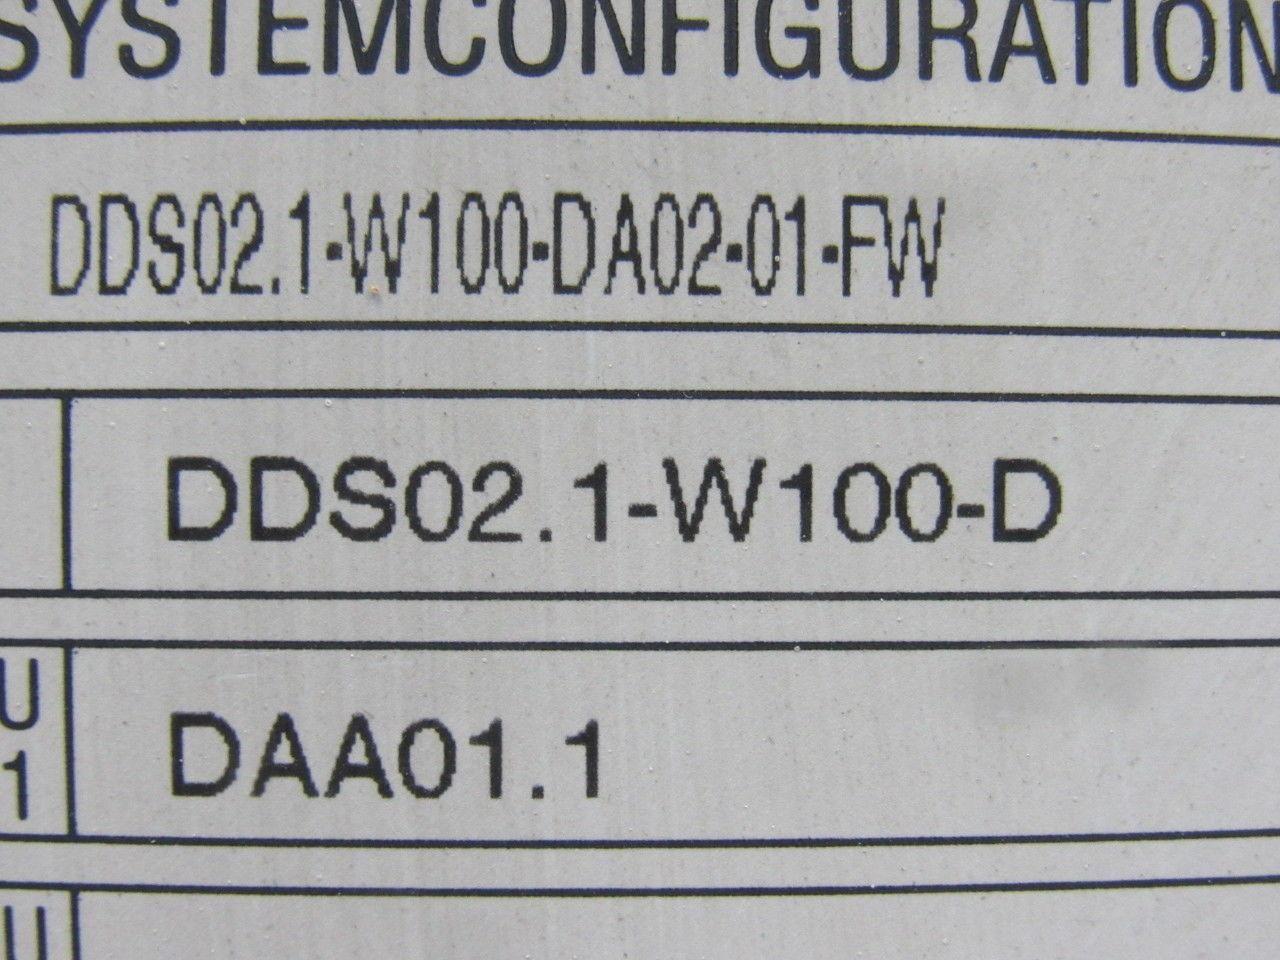 SYSTEMCONFIGURATION
DDS02.1-W100-DA02-01-FW
DDS02.1-W100-D
U
1
DAA01.1
U